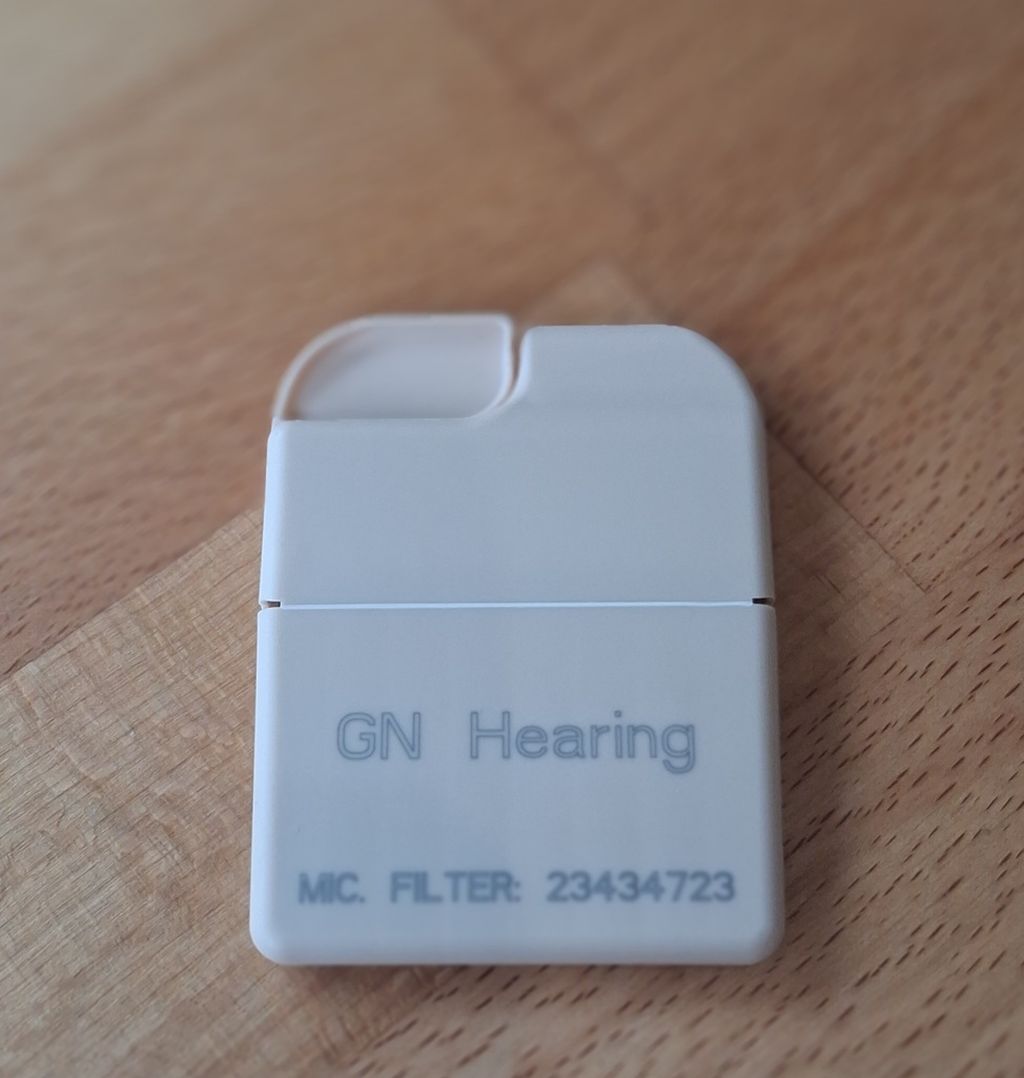 GN Hearing
MIC. FILTER: 23434723